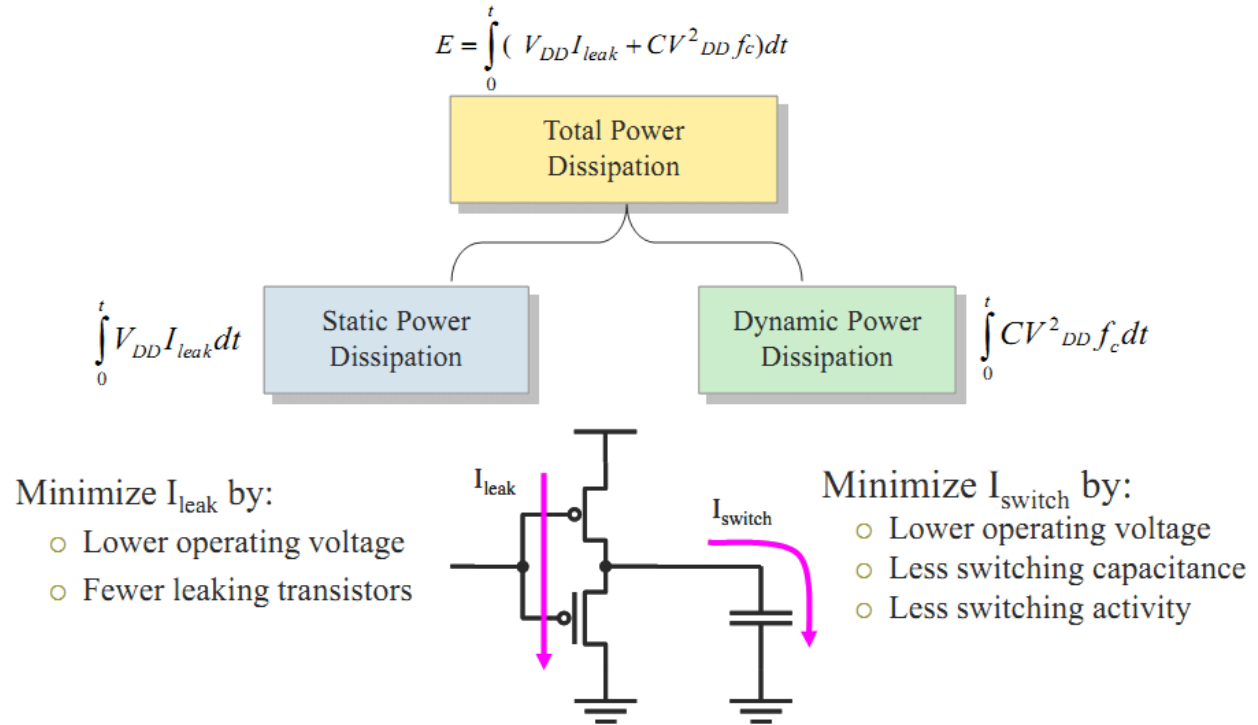 E = ∫₀ᵗ ( V_DD I_leak + CV²_DD f_c)dt
Total Power
Dissipation
∫₀ᵗ V_DD I_leak dt
Static Power
Dissipation
Dynamic Power
Dissipation
∫₀ᵗ CV²_DD f_c dt
Minimize I_leak by:
○ Lower operating voltage
○ Fewer leaking transistors
I_leak
I_switch
Minimize I_switch by:
○ Lower operating voltage
○ Less switching capacitance
○ Less switching activity